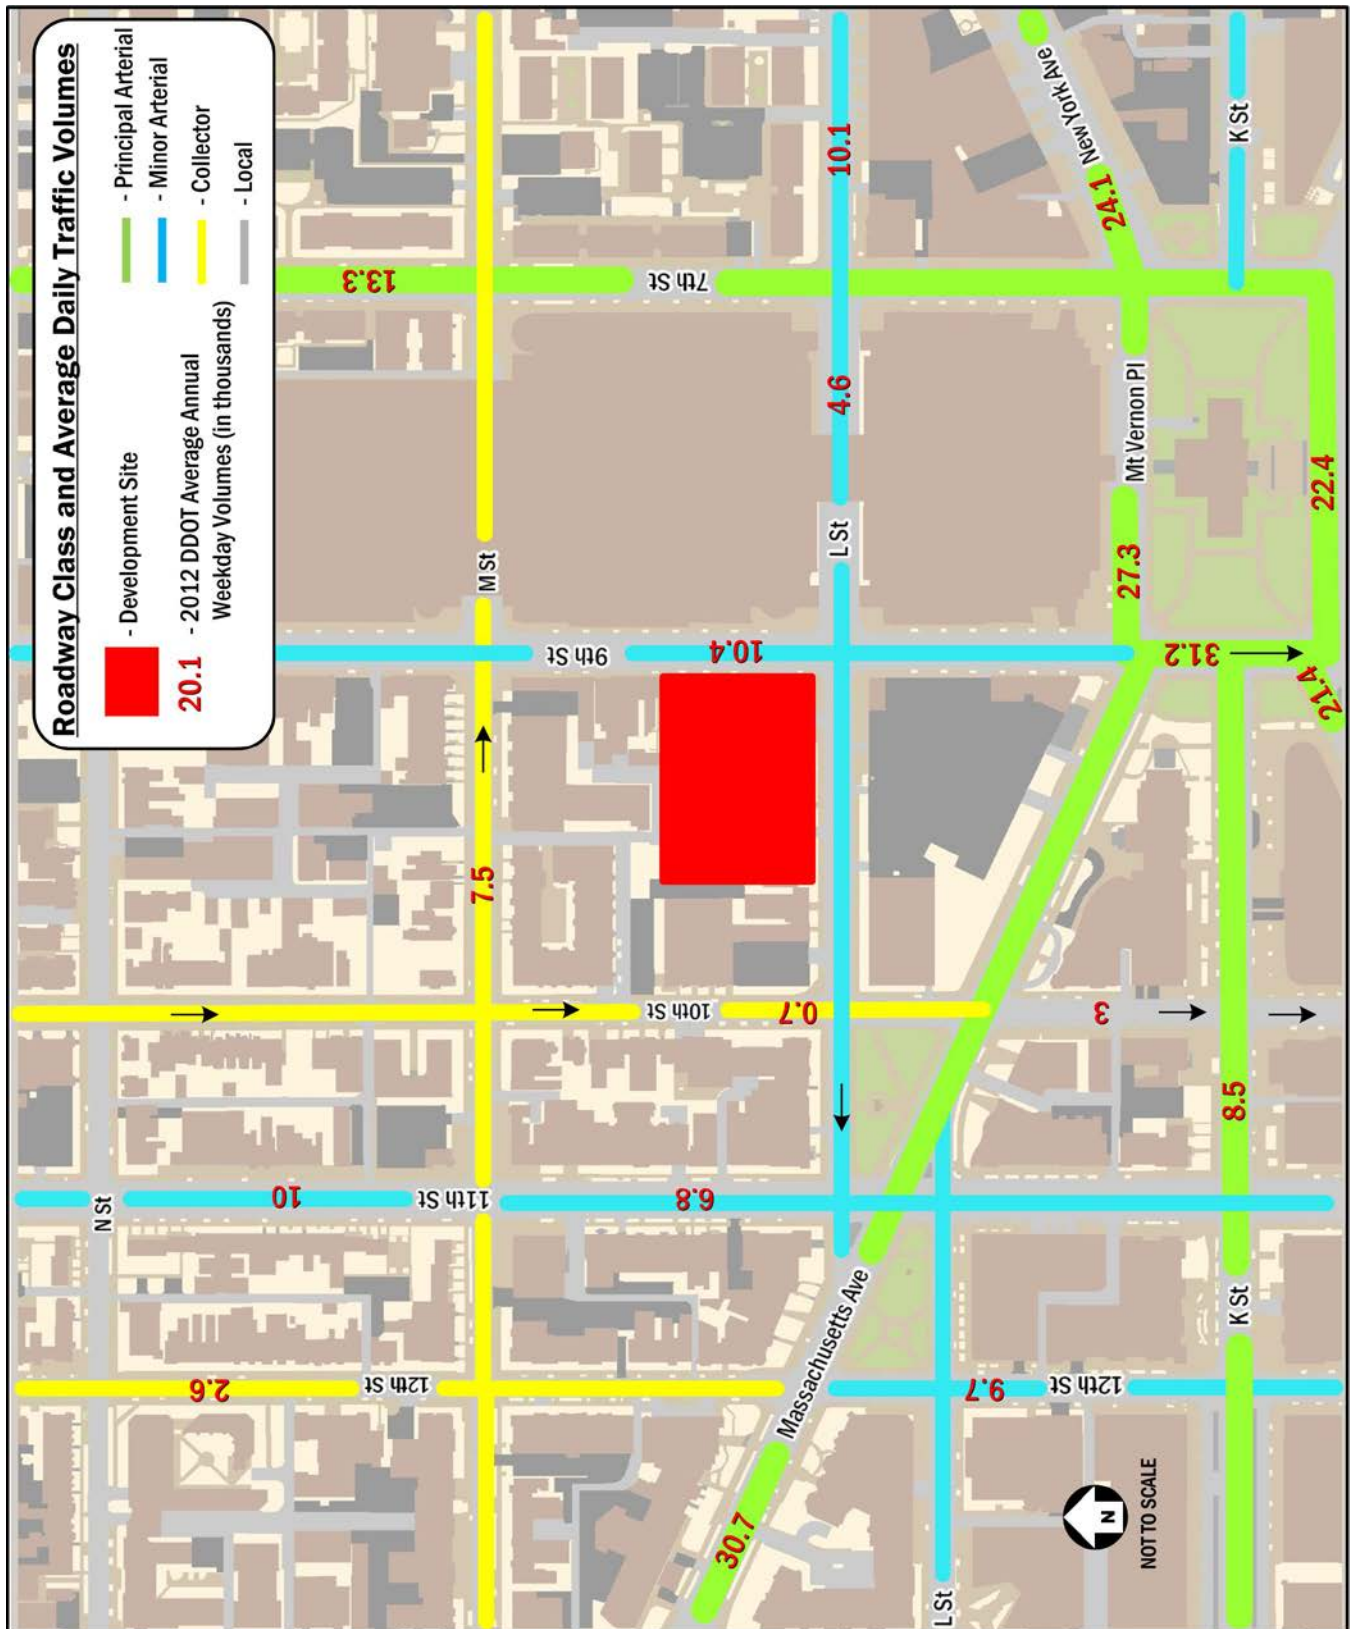 Roadway Class and Average Daily Traffic Volumes
- Development Site
20.1
- 2012 DDOT Average Annual
Weekday Volumes (in thousands)
- Principal Arterial
- Minor Arterial
- Collector
- Local
N St
2.6
12th St
10
11th St
13.3
7.5
M St
9th St
10.4
7th St
10th St
0.7
6.8
L St
4.6
10.1
30.7
Massachusetts Ave
L St
9.7
12th St
3
27.3
Mt Vernon Pl
24.1
New York Ave
31.2
8.5
K St
K St
22.4
21.4
N
NOT TO SCALE